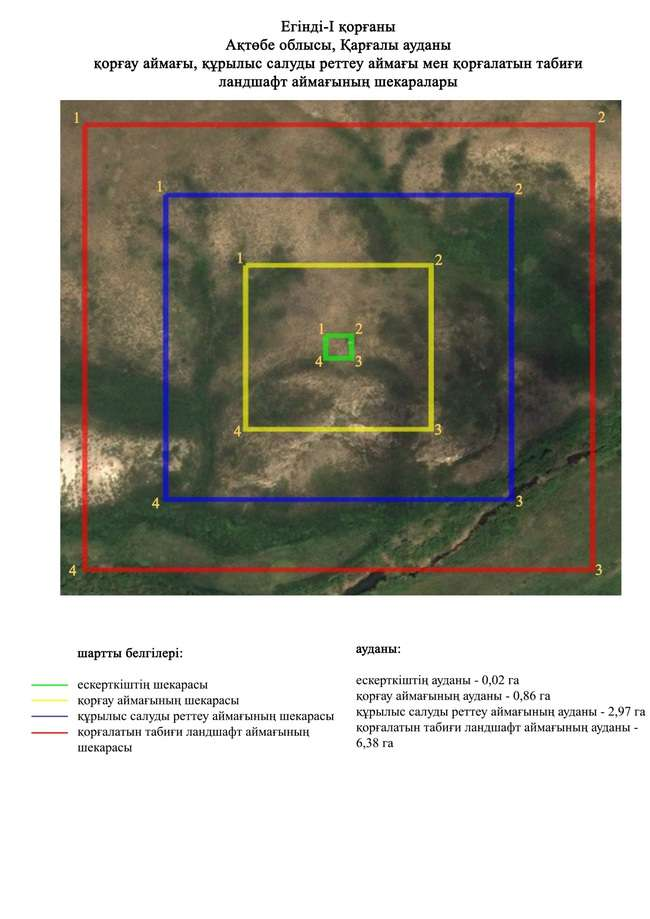 Егінді-I қорғаны
Ақтөбе облысы, Қарғалы ауданы
қорғау аймағы, құрылыс салуды реттеу аймағы мен қорғалатын табиғи
ландшафт аймағының шекаралары
1 2
1 2
1 2
1 2
4 3
4 3
4 3
4 3
шартты белгілері:
ескерткіштің шекарасы
қорғау аймағының шекарасы
құрылыс салуды реттеу аймағының шекарасы
қорғалатын табиғи ландшафт аймағының
шекарасы
ауданы:
ескерткіштің ауданы - 0,02 га
қорғау аймағының ауданы - 0,86 га
құрылыс салуды реттеу аймағының ауданы - 2,97 га
қорғалатын табиғи ландшафт аймағының ауданы -
6,38 га